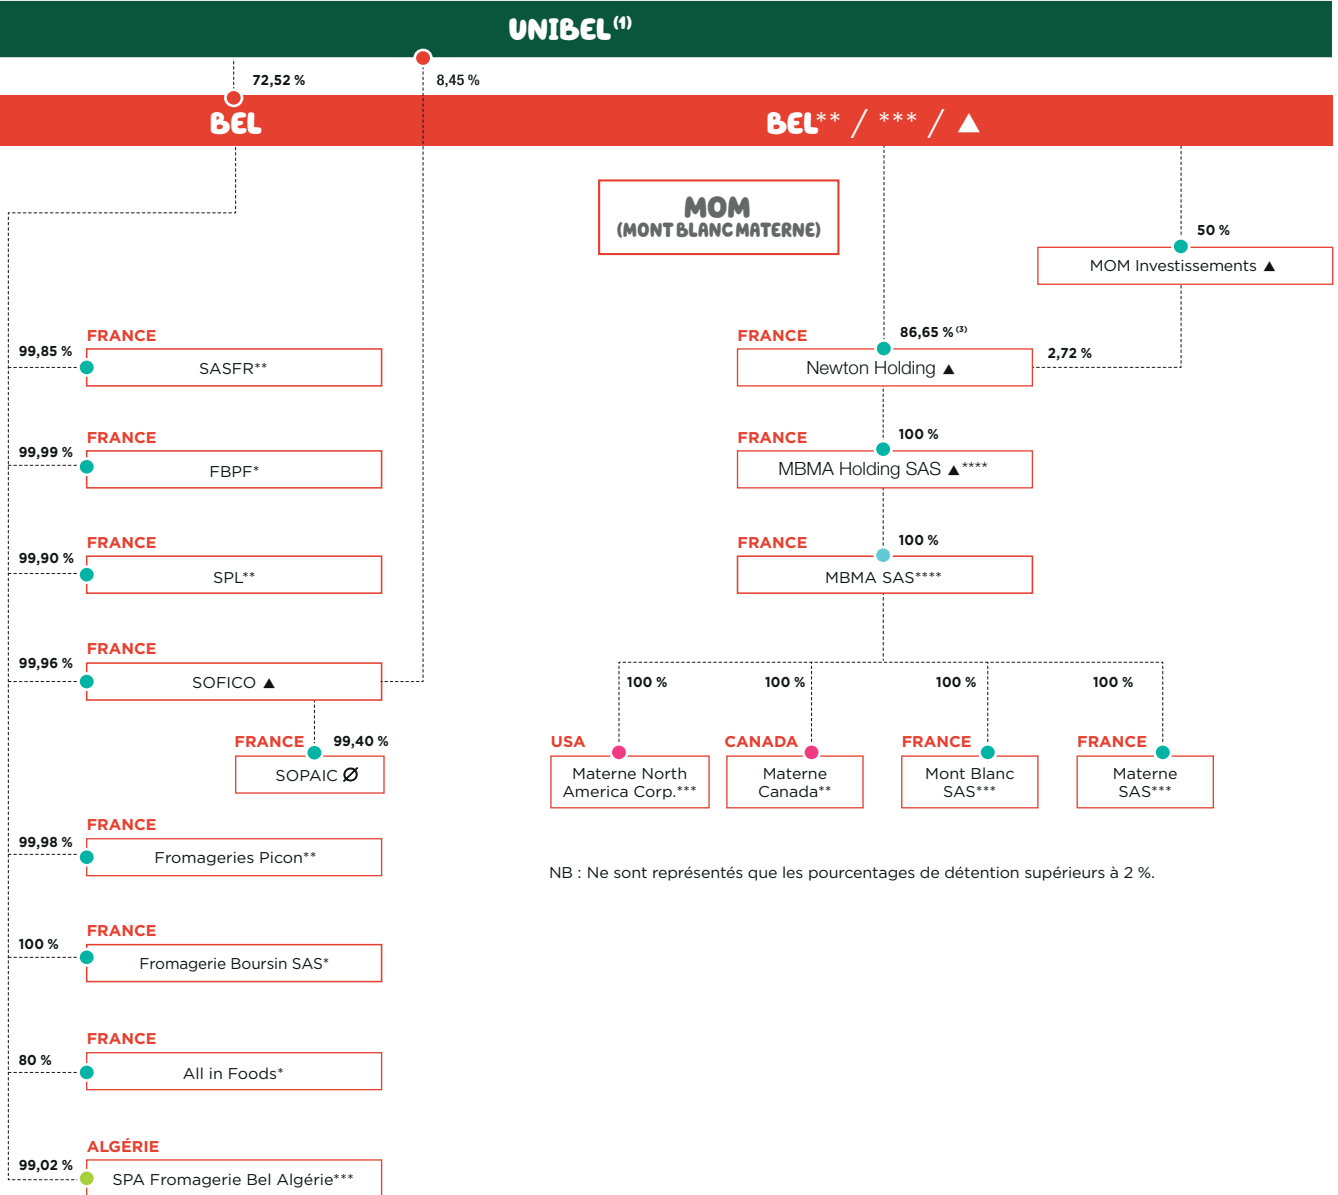 UNIBEL(1)
72,52 %
8,45 %
BEL
BEL** / *** / ▲
MOM
(MONT BLANC MATERNE)
50 %
MOM Investissements ▲
FRANCE
99,85 %
SASFR**
FRANCE
99,99 %
FBPF*
FRANCE
99,90 %
SPL**
FRANCE
99,96 %
SOFICO ▲
FRANCE 99,40 %
SOPAIC Ø
FRANCE
99,98 %
Fromageries Picon**
FRANCE
100 %
Fromagerie Boursin SAS*
FRANCE
80 %
All in Foods*
ALGÉRIE
99,02 %
SPA Fromagerie Bel Algérie***
FRANCE
86,65 %(3)
2,72 %
Newton Holding ▲
FRANCE
100 %
MBMA Holding SAS ▲****
FRANCE
100 %
MBMA SAS****
100 %
100 %
100 %
100 %
USA
Materne North
America Corp.***
CANADA
Materne
Canada**
FRANCE
Mont Blanc
SAS***
FRANCE
Materne
SAS***
NB : Ne sont représentés que les pourcentages de détention supérieurs à 2 %.